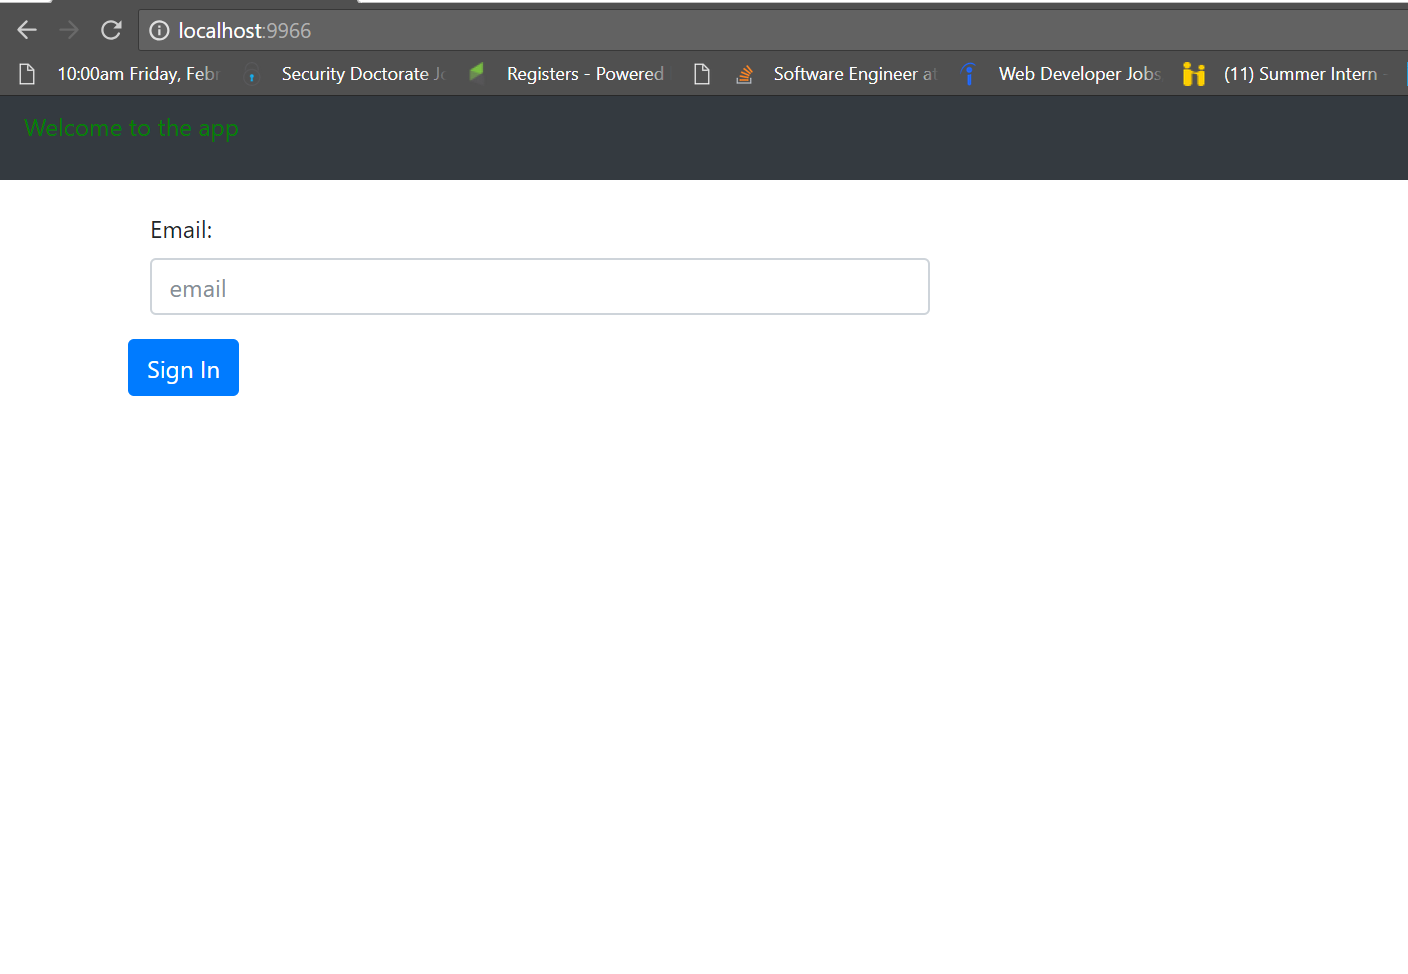 localhost:9966
10:00am Friday, Febr
Security Doctorate Jo
Registers - Powered
Software Engineer at
Web Developer Jobs
(11) Summer Intern -
Welcome to the app
Email:
email
Sign In